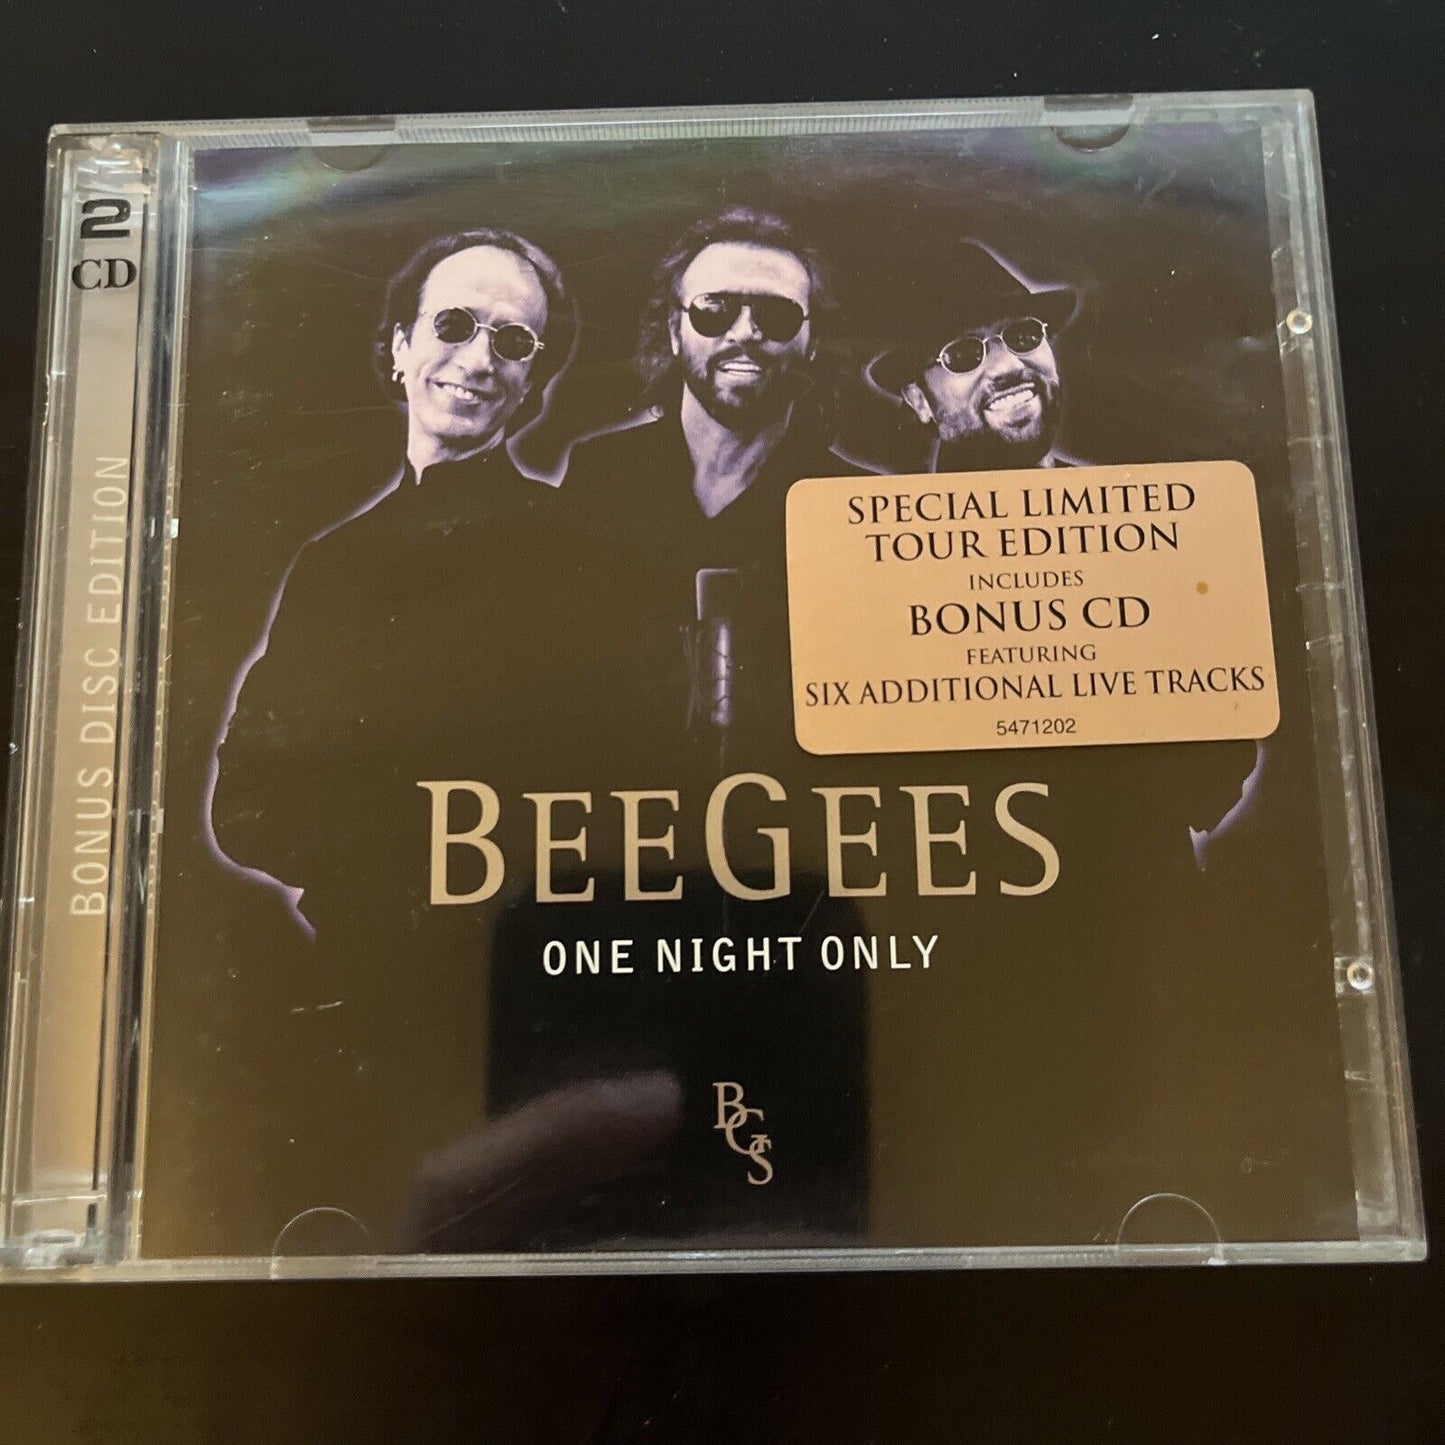 2
CD
BONUS DISC EDITION
SPECIAL LIMITED
TOUR EDITION
INCLUDES
BONUS CD
FEATURING
SIX ADDITIONAL LIVE TRACKS
5471202
BEEGEES
ONE NIGHT ONLY
BGS